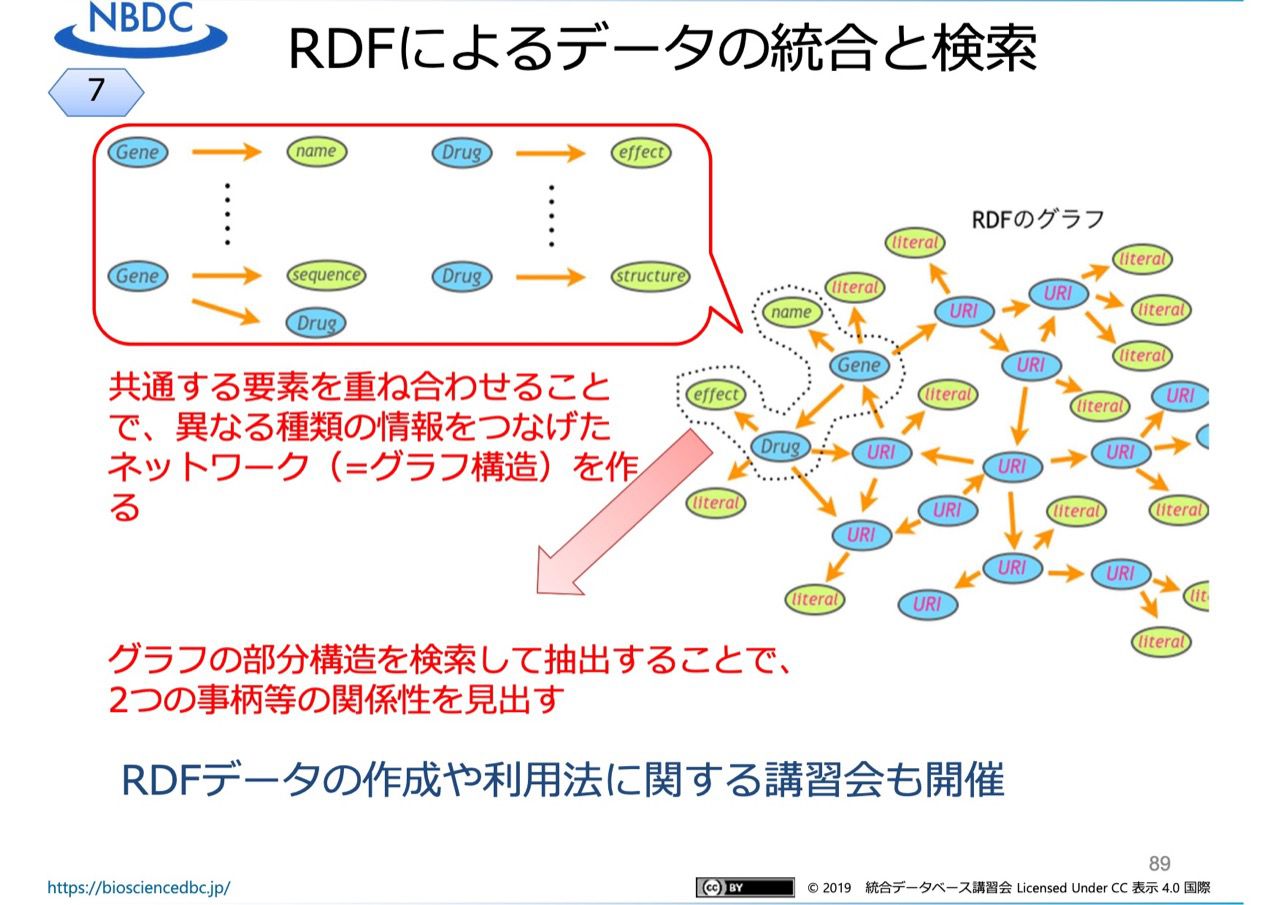 NBDC
RDFによるデータの統合と検索
7
Gene
name
Drug
effect
Gene
sequence
Drug
Drug
structure
共通する要素を重ね合わせること
で、異なる種類の情報をつなげた
ネットワーク（=グラフ構造）を作
る
RDFのグラフ
literal
literal
URI
literal
literal
name
URI
literal
Gene
URI
literal
effect
literal
literal
URI
Drug
URI
URI
URI
literal
URI
literal
literal
URI
URI
URI
literal
URI
lit
literal
グラフの部分構造を検索して抽出することで、
2つの事柄等の関係性を見出す
RDFデータの作成や利用法に関する講習会も開催
89
https://biosciencedbc.jp/
cc BY
© 2019 統合データベース講習会 Licensed Under CC 表示 4.0 国際